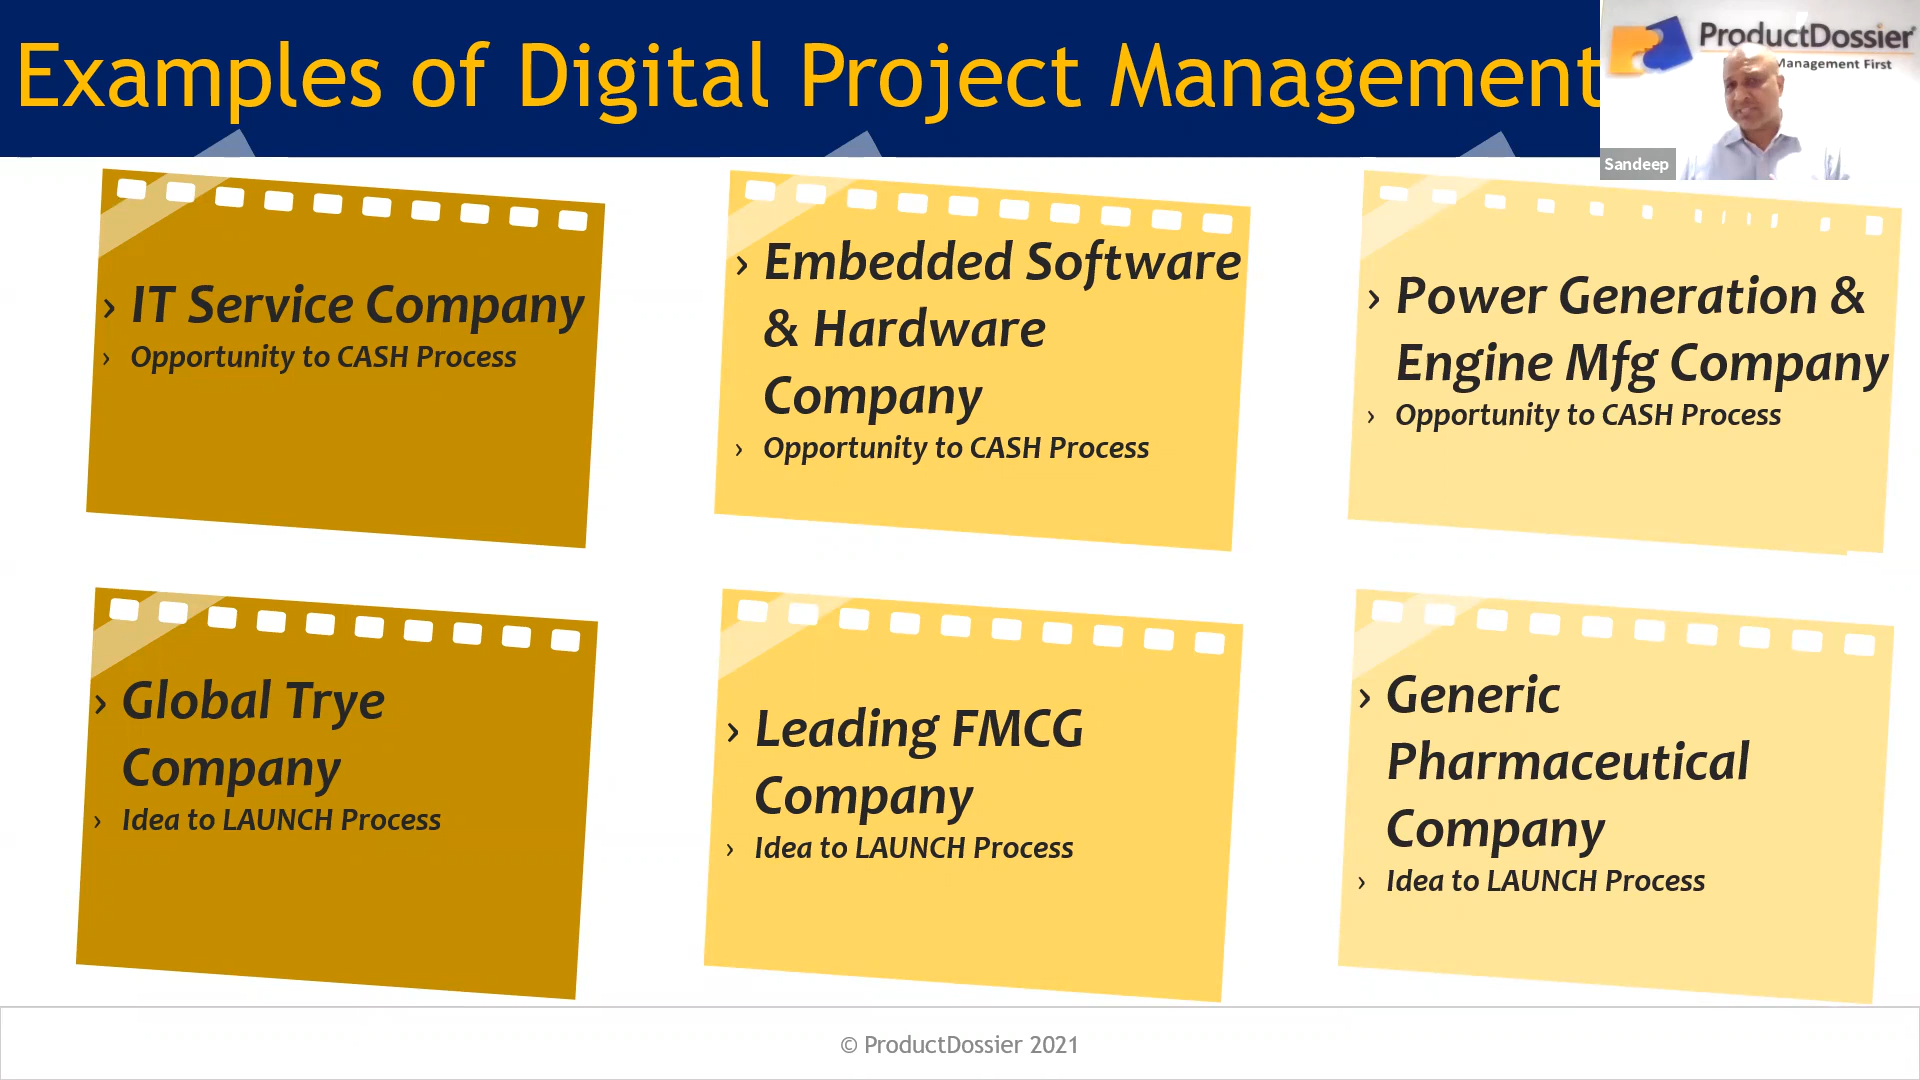 Examples of Digital Project Management
ProductDossier
Management First
Sandeep
› IT Service Company
› Opportunity to CASH Process
› Embedded Software
& Hardware
Company
› Opportunity to CASH Process
› Power Generation &
Engine Mfg Company
› Opportunity to CASH Process
› Global Trye
Company
› Idea to LAUNCH Process
› Leading FMCG
Company
› Idea to LAUNCH Process
› Generic
Pharmaceutical
Company
› Idea to LAUNCH Process
© ProductDossier 2021